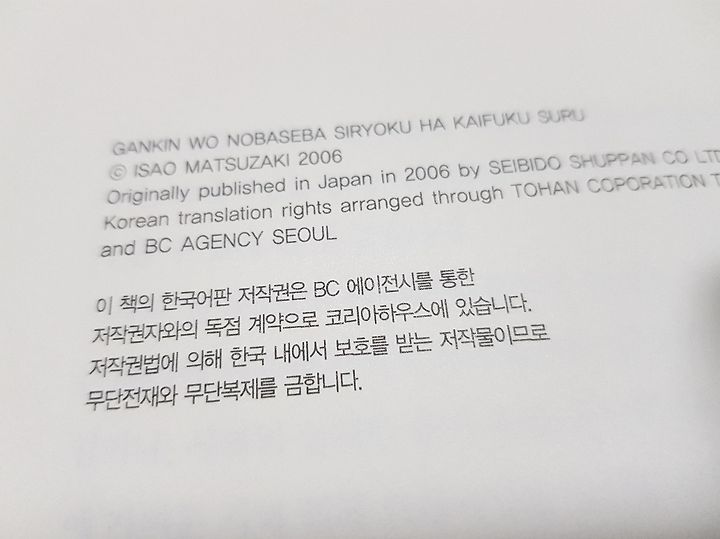 GANKIN WO NOBASEBA SIRYOKU HA KAIFUKU SURU
© ISAO MATSUZAKI 2006
Originally published in Japan in 2006 by SEIBIDO SHUPPAN CO LTD
Korean translation rights arranged through TOHAN COPORATION T
and BC AGENCY SEOUL
이 책의 한국어판 저작권은 BC 에이전시를 통한
저작권자와의 독점 계약으로 코리아하우스에 있습니다.
저작권법에 의해 한국 내에서 보호를 받는 저작물이므로
무단전재와 무단복제를 금합니다.